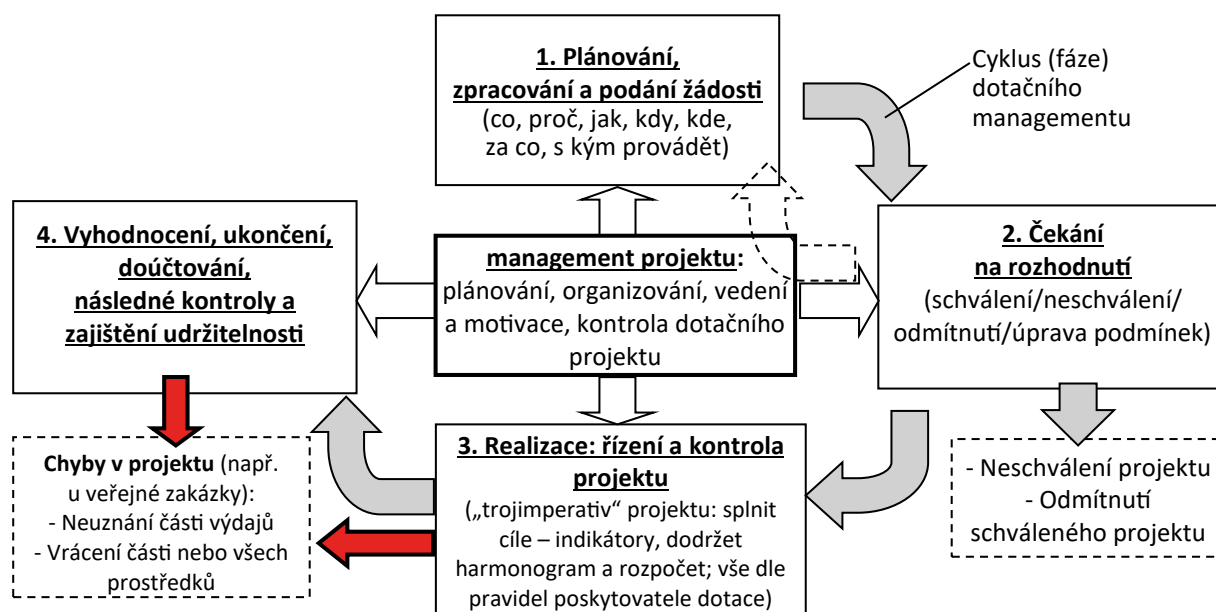 1. Plánování,
zpracování a podání žádosti
(co, proč, jak, kdy, kde,
za co, s kým provádět)
Cyklus (fáze)
dotačního
managementu
4. Vyhodnocení, ukončení,
doúčtování,
následné kontroly a
zajištění udržitelnosti
management projektu:
plánování, organizování, vedení
a motivace, kontrola dotačního
projektu
2. Čekání
na rozhodnutí
(schválení/neschválení/
odmítnutí/úprava podmínek)
Chyby v projektu (např.
u veřejné zakázky):
- Neuznání části výdajů
- Vrácení části nebo všech
prostředků
3. Realizace: řízení a kontrola
projektu
(„trojimperativ“ projektu: splnit
cíle – indikátory, dodržet
harmonogram a rozpočet; vše dle
pravidel poskytovatele dotace)
- Neschválení projektu
- Odmítnutí
schváleného projektu